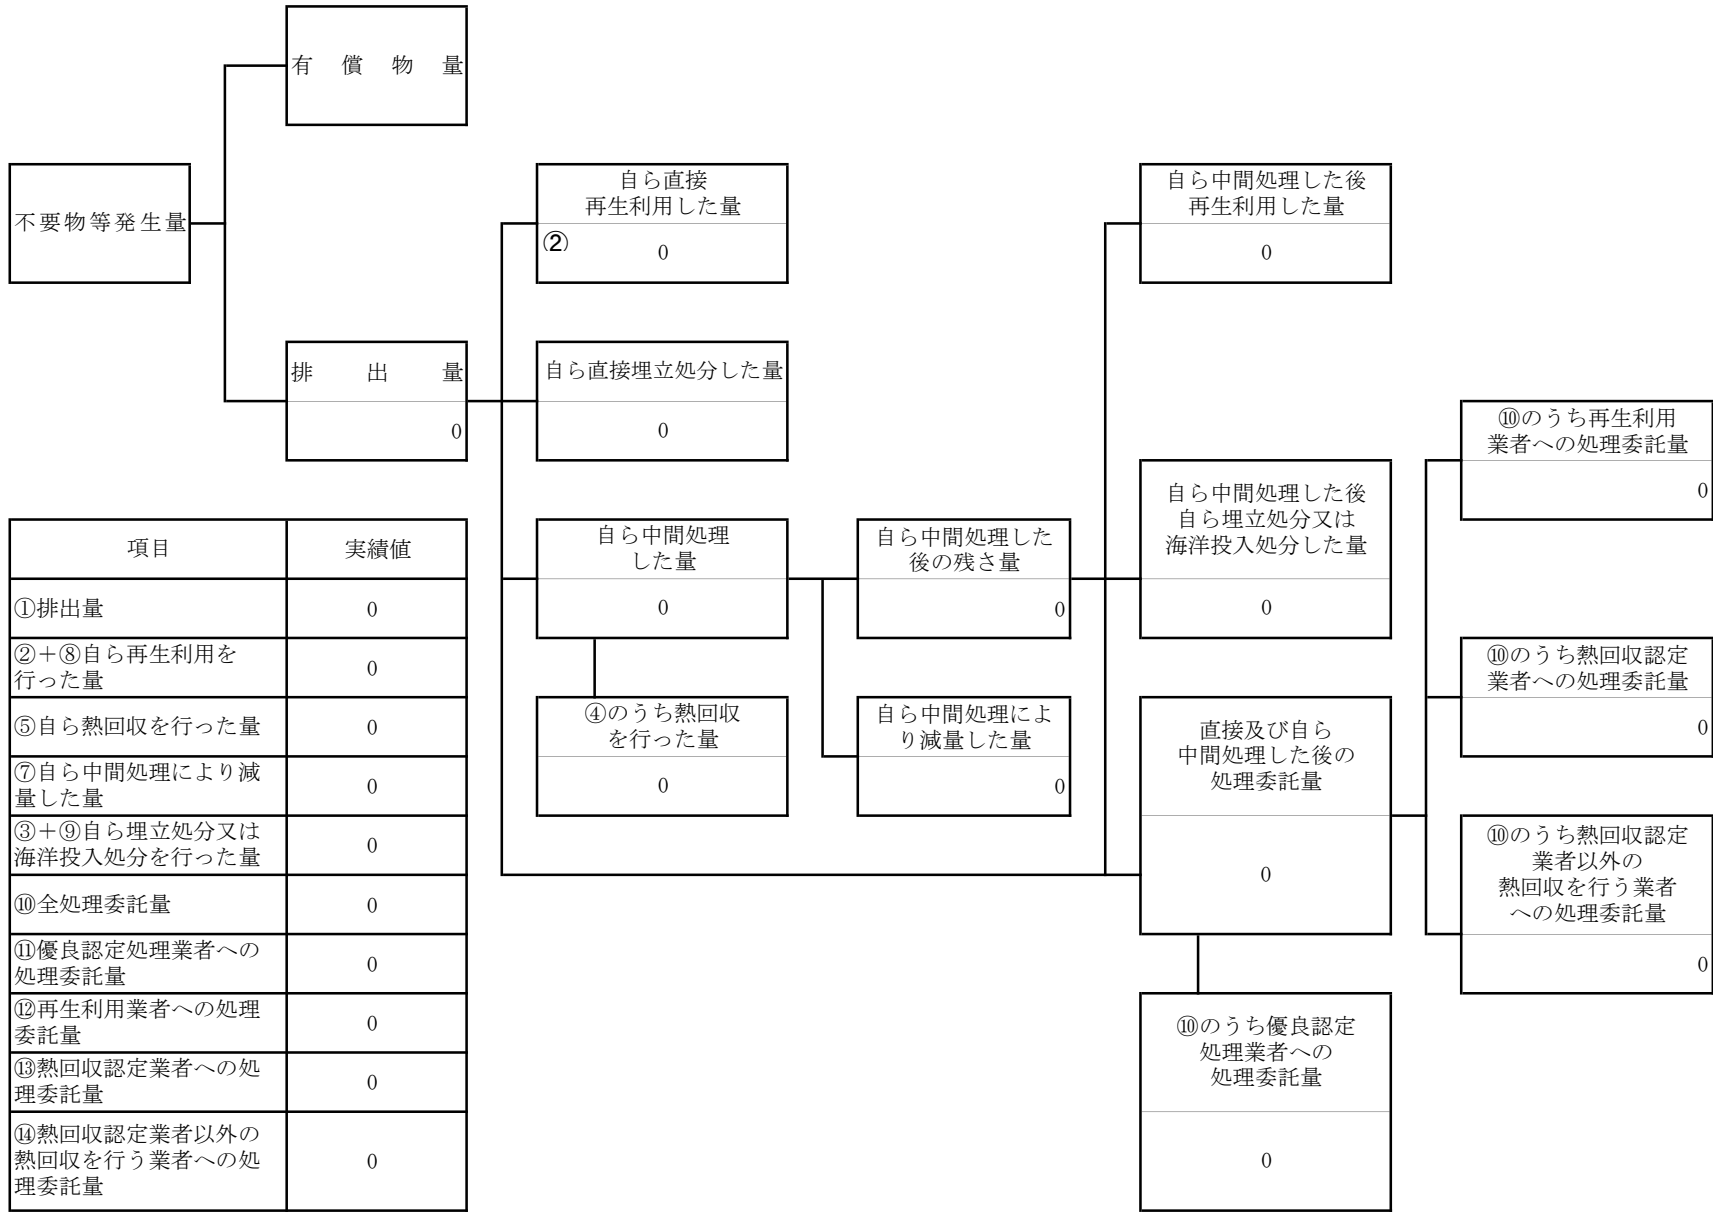 有償物量
不要物等発生量
排出量
0
自ら直接
再生利用した量
②
0
自ら直接埋立処分した量
0
自ら中間処理
した量
0
④のうち熱回収
を行った量
0
自ら中間処理した
後の残さ量
0
自ら中間処理によ
り減量した量
0
自ら中間処理した後
再生利用した量
0
自ら中間処理した後
自ら埋立処分又は
海洋投入処分した量
0
直接及び自ら
中間処理した後の
処理委託量
0
⑩のうち優良認定
処理業者への
処理委託量
0
⑩のうち再生利用
業者への処理委託量
0
⑩のうち熱回収認定
業者への処理委託量
0
⑩のうち熱回収認定
業者以外の
熱回収を行う業者
への処理委託量
0
項目 実績値
①排出量 0
②＋⑧自ら再生利用を
行った量 0
⑤自ら熱回収を行った量 0
⑦自ら中間処理により減
量した量 0
③＋⑨自ら埋立処分又は
海洋投入処分を行った量 0
⑩全処理委託量 0
⑪優良認定処理業者への
処理委託量 0
⑫再生利用業者への処理
委託量 0
⑬熱回収認定業者への処
理委託量 0
⑭熱回収認定業者以外の
熱回収を行う業者への処 0
理委託量